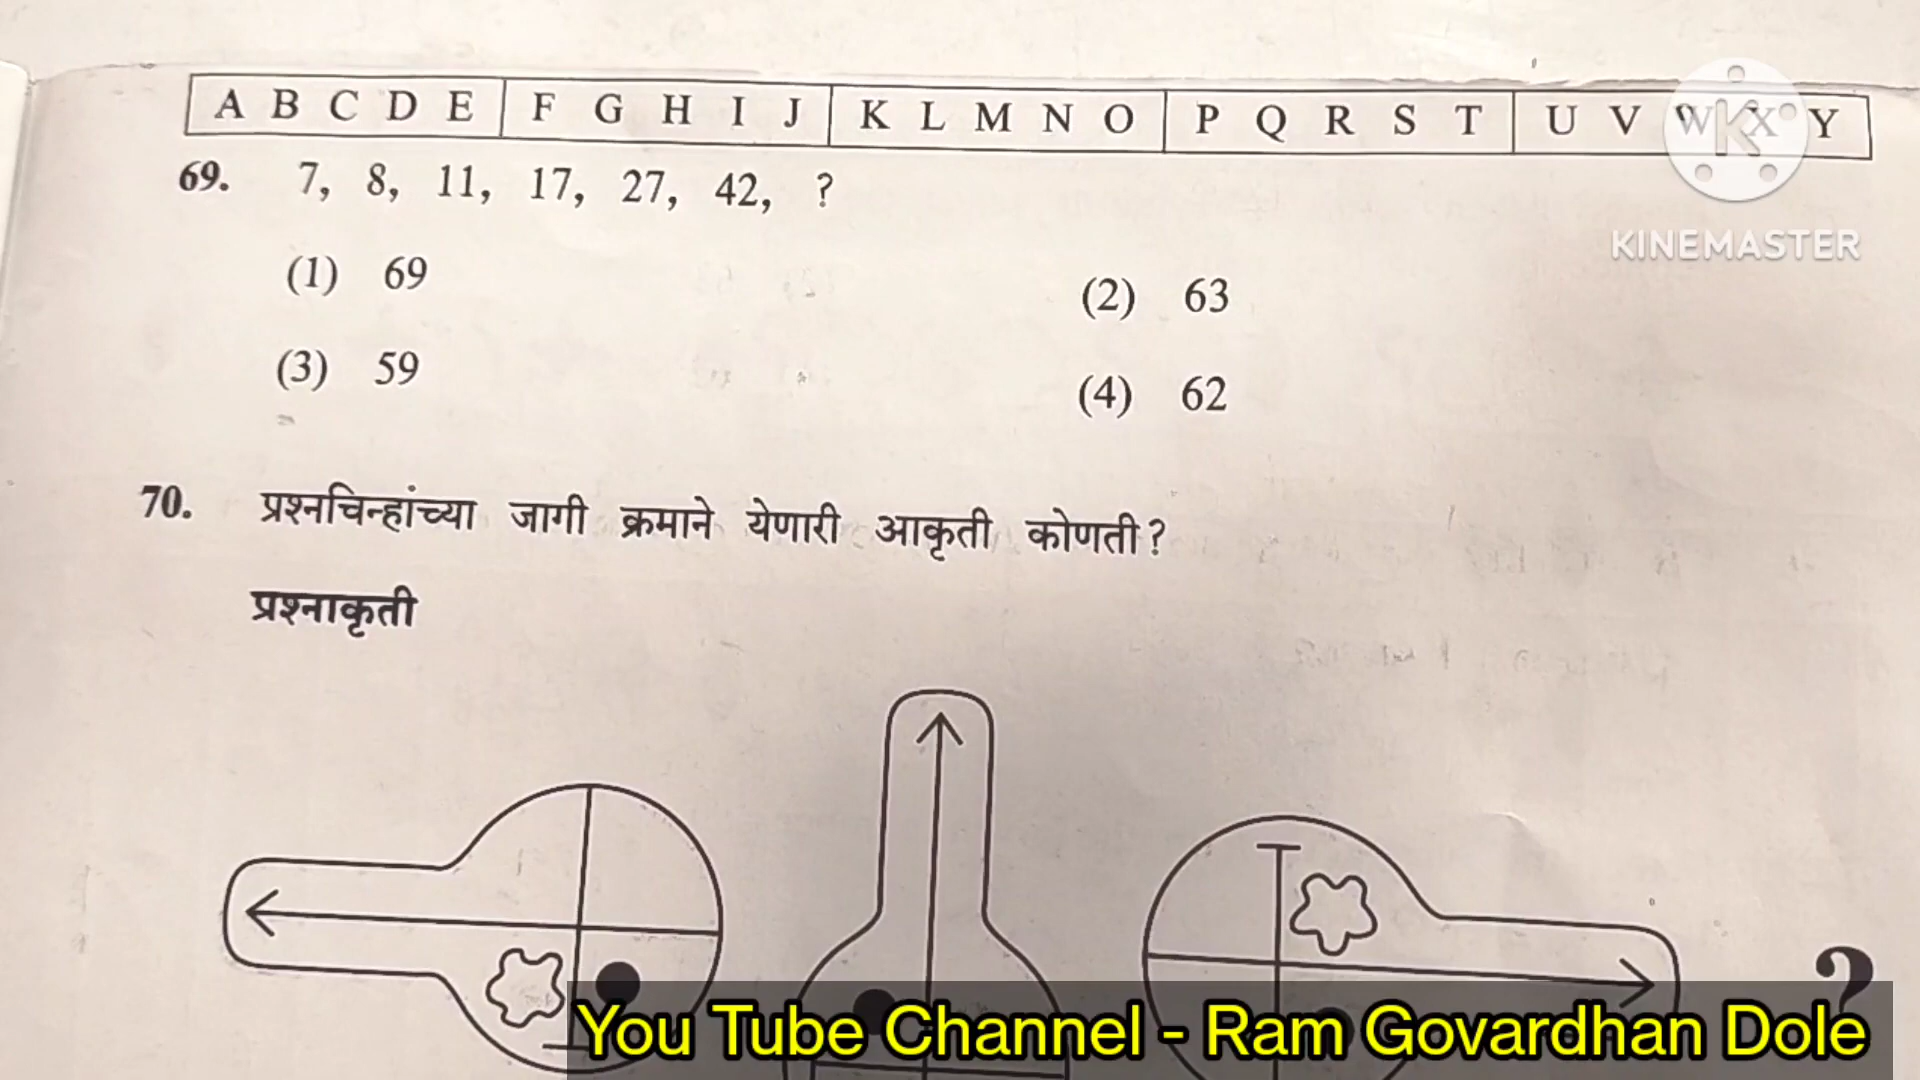 A B C D E F G H I J K L M N O P Q R S T U V W X Y
69. 7, 8, 11, 17, 27, 42, ?
(1) 69 (2) 63
(3) 59 (4) 62
70. प्रश्नचिन्हांच्या जागी क्रमाने येणारी आकृती कोणती?
प्रश्नाकृती
?
KINEMASTER
You Tube Channel - Ram Govardhan Dole